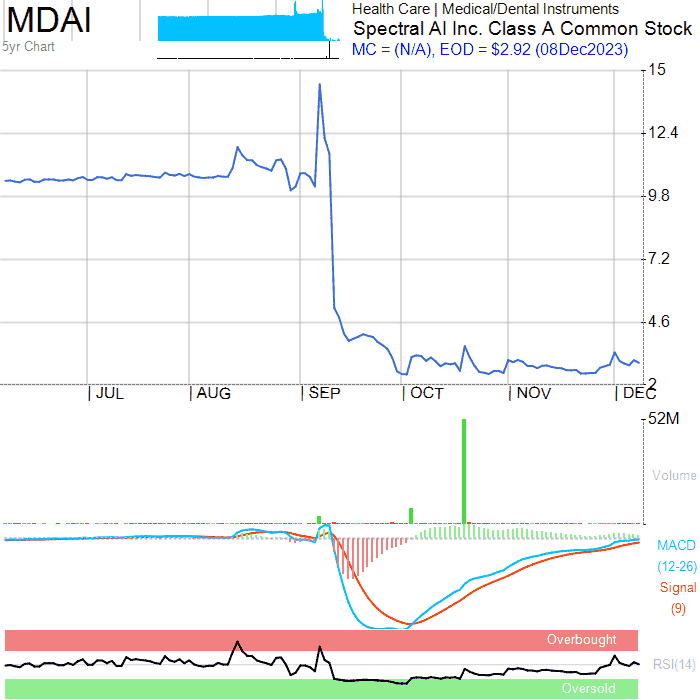 MDAI
5yr Chart
Health Care | Medical/Dental Instruments
Spectral AI Inc. Class A Common Stock
MC = (N/A), EOD = $2.92 (08Dec2023)
15
12.4
9.8
7.2
4.6
2
JUL
AUG
SEP
OCT
NOV
DEC
52M
Volume
MACD
(12-26)
Signal
(9)
Overbought
RSI(14)
Oversold